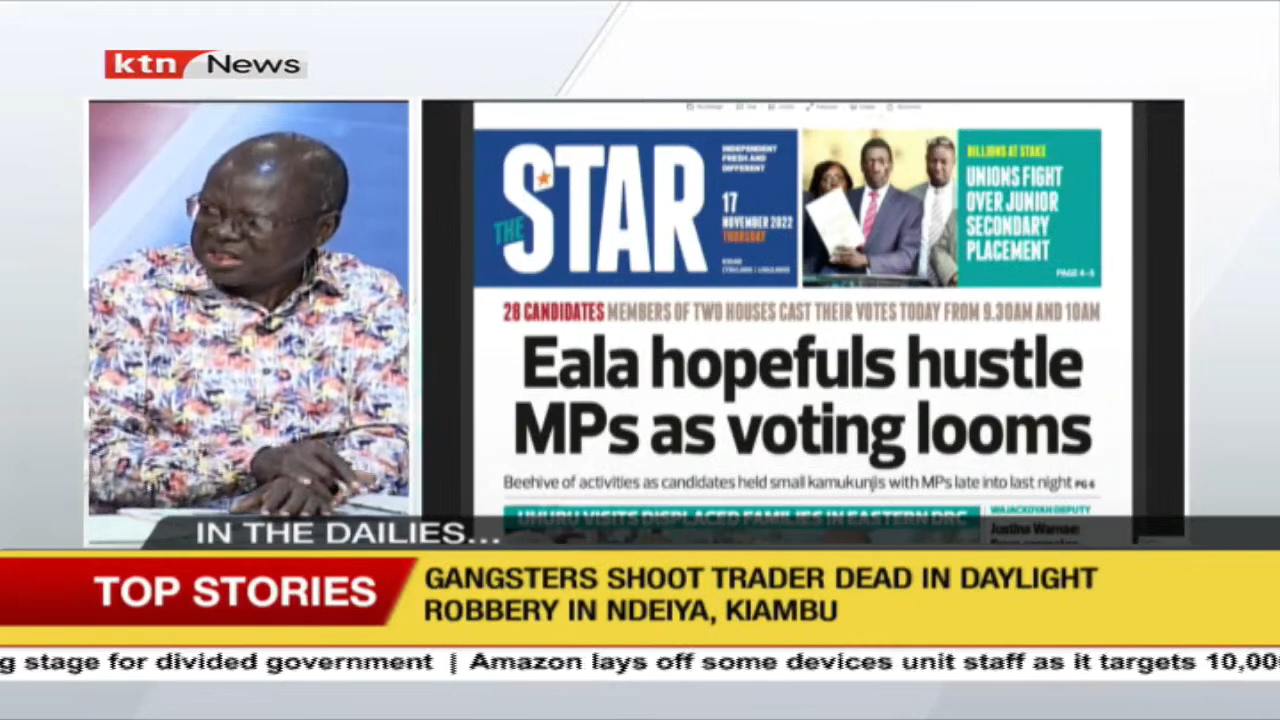 ktn News
THE STAR
INDEPENDENT
FRESH AND
DIFFERENT
17
NOVEMBER 2022
THURSDAY
BILLIONS AT STAKE
UNIONS FIGHT
OVER JUNIOR
SECONDARY
PLACEMENT
PAGE 4-5
28 CANDIDATES MEMBERS OF TWO HOUSES CAST THEIR VOTES TODAY FROM 9.30AM AND 10AM
Eala hopefuls hustle
MPs as voting looms
Beehive of activities as candidates held small kamukunjis with MPs late into last night PG 6
UHURU VISITS DISPLACED FAMILIES IN EASTERN DRC
WAJACKOYAH DEPUTY
Justina Wamae:
IN THE DAILIES...
TOP STORIES
GANGSTERS SHOOT TRADER DEAD IN DAYLIGHT
ROBBERY IN NDEIYA, KIAMBU
g stage for divided government | Amazon lays off some devices unit staff as it targets 10,00